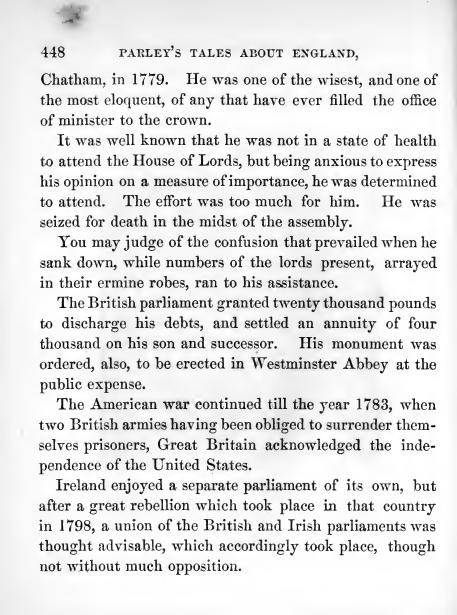 448 PARLEY'S TALES ABOUT ENGLAND,
Chatham, in 1779. He was one of the wisest, and one of
the most eloquent, of any that have ever filled the office
of minister to the crown.
It was well known that he was not in a state of health
to attend the House of Lords, but being anxious to express
his opinion on a measure of importance, he was determined
to attend. The effort was too much for him. He was
seized for death in the midst of the assembly.
You may judge of the confusion that prevailed when he
sank down, while numbers of the lords present, arrayed
in their ermine robes, ran to his assistance.
The British parliament granted twenty thousand pounds
to discharge his debts, and settled an annuity of four
thousand on his son and successor. His monument was
ordered, also, to be erected in Westminster Abbey at the
public expense.
The American war continued till the year 1783, when
two British armies having been obliged to surrender them-
selves prisoners, Great Britain acknowledged the inde-
pendence of the United States.
Ireland enjoyed a separate parliament of its own, but
after a great rebellion which took place in that country
in 1798, a union of the British and Irish parliaments was
thought advisable, which accordingly took place, though
not without much opposition.